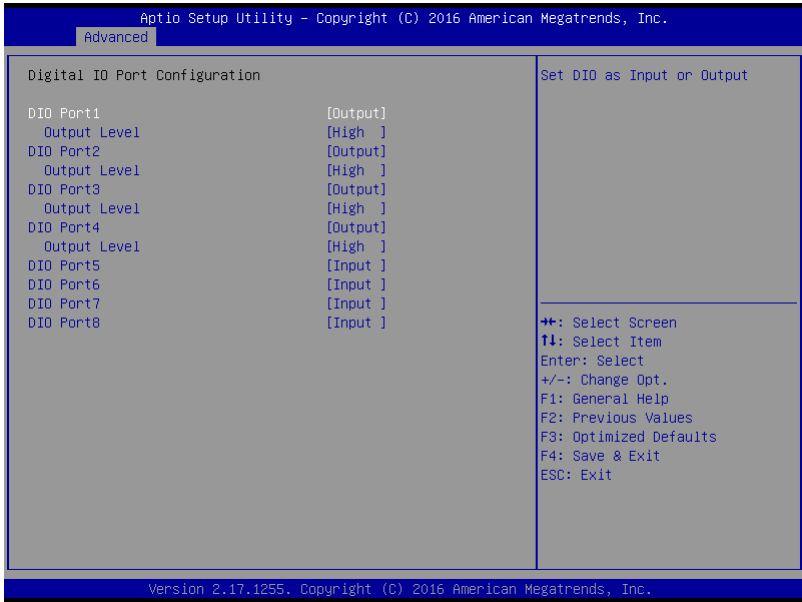 Aptio Setup Utility – Copyright (C) 2016 American Megatrends, Inc.
Advanced
Digital IO Port Configuration
DIO Port1 [Output]
Output Level [High ]
DIO Port2 [Output]
Output Level [High ]
DIO Port3 [Output]
Output Level [High ]
DIO Port4 [Output]
Output Level [High ]
DIO Port5 [Input ]
DIO Port6 [Input ]
DIO Port7 [Input ]
DIO Port8 [Input ]
Set DIO as Input or Output
→←: Select Screen
↑↓: Select Item
Enter: Select
+/-: Change Opt.
F1: General Help
F2: Previous Values
F3: Optimized Defaults
F4: Save & Exit
ESC: Exit
Version 2.17.1255. Copyright (C) 2016 American Megatrends, Inc.